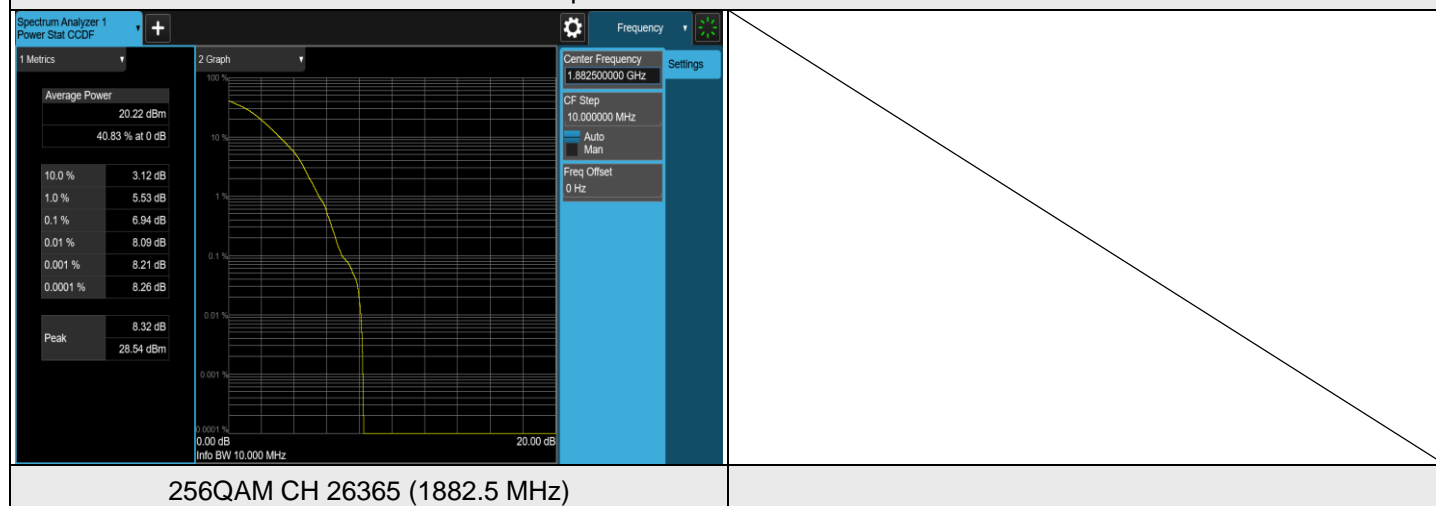 Spectrum Analyzer 1
Power Stat CCDF
+
Frequency
1 Metrics
2 Graph
Center Frequency
1.882500000 GHz
Settings
CF Step
10.000000 MHz
Auto
Man
Freq Offset
0 Hz
Average Power
20.22 dBm
40.83 % at 0 dB
10.0 % 3.12 dB
1.0 % 5.53 dB
0.1 % 6.94 dB
0.01 % 8.09 dB
0.001 % 8.21 dB
0.0001 % 8.26 dB
Peak 8.32 dB
28.54 dBm
100 %
10 %
1 %
0.1 %
0.01 %
0.001 %
0.0001 %
0.00 dB 20.00 dB
Info BW 10.000 MHz
256QAM CH 26365 (1882.5 MHz)